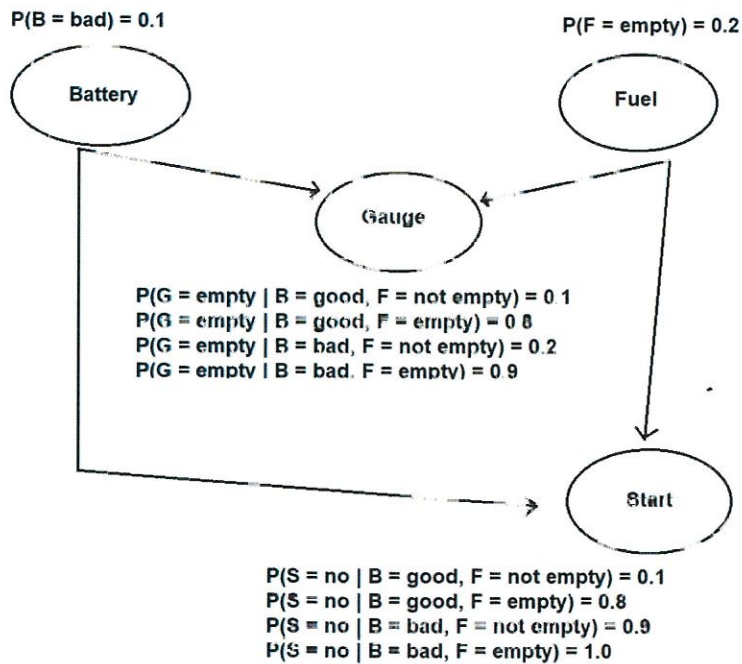 P(B = bad) = 0.1
P(F = empty) = 0.2
Battery
Fuel
Gauge
P(G = empty | B = good, F = not empty) = 0.1
P(G = empty | B = good, F = empty) = 0.8
P(G = empty | B = bad, F = not empty) = 0.2
P(G = empty | B = bad, F = empty) = 0.9
Start
P(S = no | B = good, F = not empty) = 0.1
P(S = no | B = good, F = empty) = 0.8
P(S = no | B = bad, F = not empty) = 0.9
P(S = no | B = bad, F = empty) = 1.0